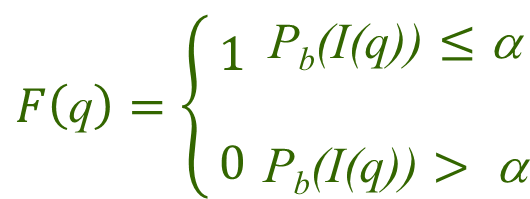 1 P_b(I(q)) ≤ α
F(q) = {
0 P_b(I(q)) > α